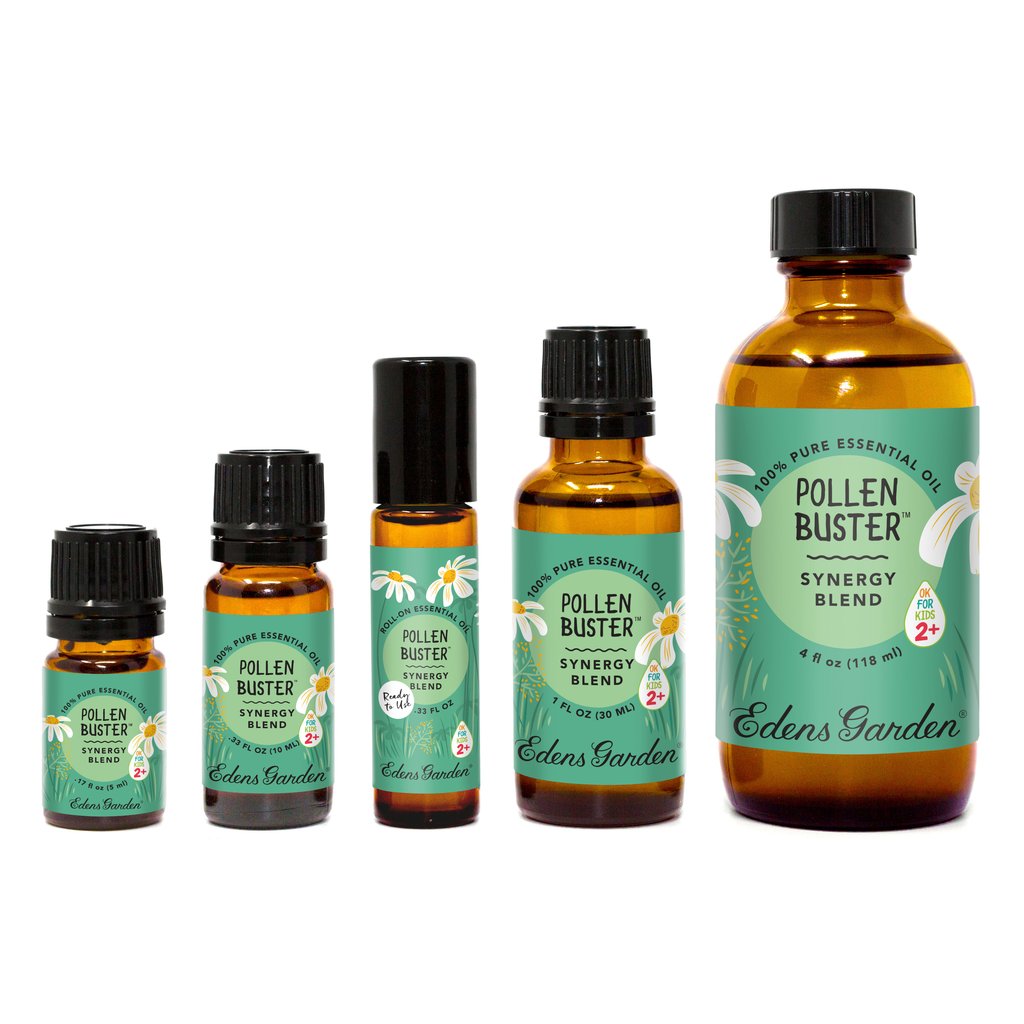 100% PURE ESSENTIAL OIL
POLLEN
BUSTER™
SYNERGY
BLEND
OK
FOR
KIDS
2+
.17 fl oz (5 ml)
Edens Garden®
100% PURE ESSENTIAL OIL
POLLEN
BUSTER™
SYNERGY
BLEND
OK
FOR
KIDS
2+
.33 FL OZ (10 ML)
Edens Garden®
ROLL-ON ESSENTIAL OIL
POLLEN
BUSTER™
SYNERGY
BLEND
Ready
to Use
.33 FL OZ
OK
FOR
KIDS
2+
Edens Garden®
100% PURE ESSENTIAL OIL
POLLEN
BUSTER™
SYNERGY
BLEND
OK
FOR
KIDS
2+
1 FL OZ (30 ML)
Edens Garden®
100% PURE ESSENTIAL OIL
POLLEN
BUSTER™
SYNERGY
BLEND
OK
FOR
KIDS
2+
4 fl oz (118 ml)
Edens Garden®